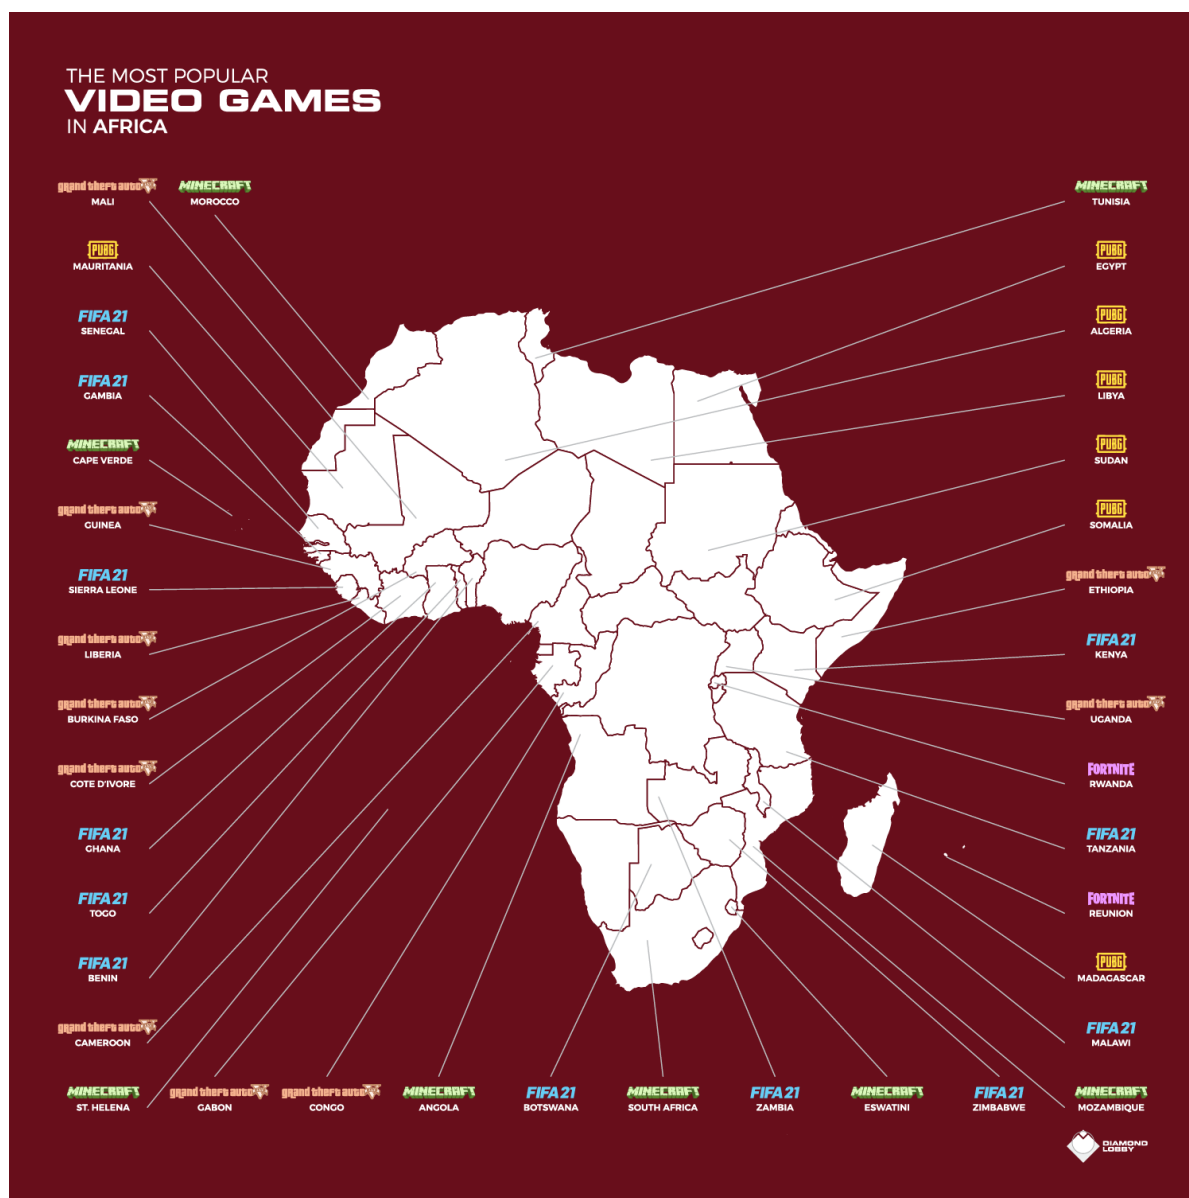 THE MOST POPULAR
VIDEO GAMES
IN AFRICA
grand theft auto V
MALI
MINECRAFT
MOROCCO
MINECRAFT
TUNISIA
PUBG
MAURITANIA
PUBG
EGYPT
FIFA 21
SENEGAL
PUBG
ALGERIA
FIFA 21
GAMBIA
PUBG
LIBYA
MINECRAFT
CAPE VERDE
PUBG
SUDAN
grand theft auto V
GUINEA
PUBG
SOMALIA
FIFA 21
SIERRA LEONE
grand theft auto V
ETHIOPIA
grand theft auto V
LIBERIA
FIFA 21
KENYA
grand theft auto V
BURKINA FASO
grand theft auto V
UGANDA
grand theft auto V
COTE D'IVORE
FORTNITE
RWANDA
FIFA 21
GHANA
FIFA 21
TANZANIA
FIFA 21
TOGO
FORTNITE
REUNION
FIFA 21
BENIN
PUBG
MADAGASCAR
grand theft auto V
CAMEROON
FIFA 21
MALAWI
MINECRAFT
ST. HELENA
grand theft auto V
GABON
grand theft auto V
CONGO
MINECRAFT
ANGOLA
FIFA 21
BOTSWANA
MINECRAFT
SOUTH AFRICA
FIFA 21
ZAMBIA
MINECRAFT
ESWATINI
FIFA 21
ZIMBABWE
MINECRAFT
MOZAMBIQUE
DIAMOND
LOBBY